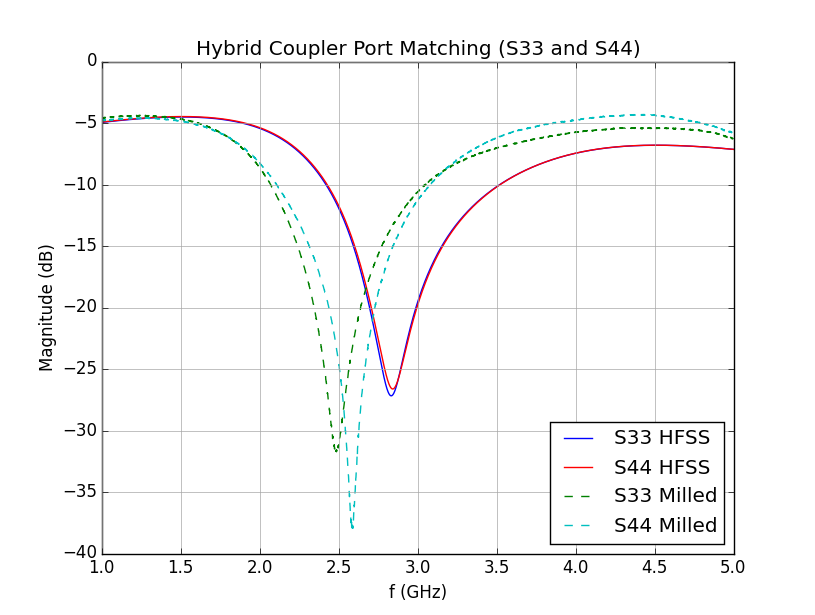 Hybrid Coupler Port Matching (S33 and S44)
Magnitude (dB)
0
−5
−10
−15
−20
−25
−30
−35
−40
1.0 1.5 2.0 2.5 3.0 3.5 4.0 4.5 5.0
f (GHz)
S33 HFSS
S44 HFSS
S33 Milled
S44 Milled